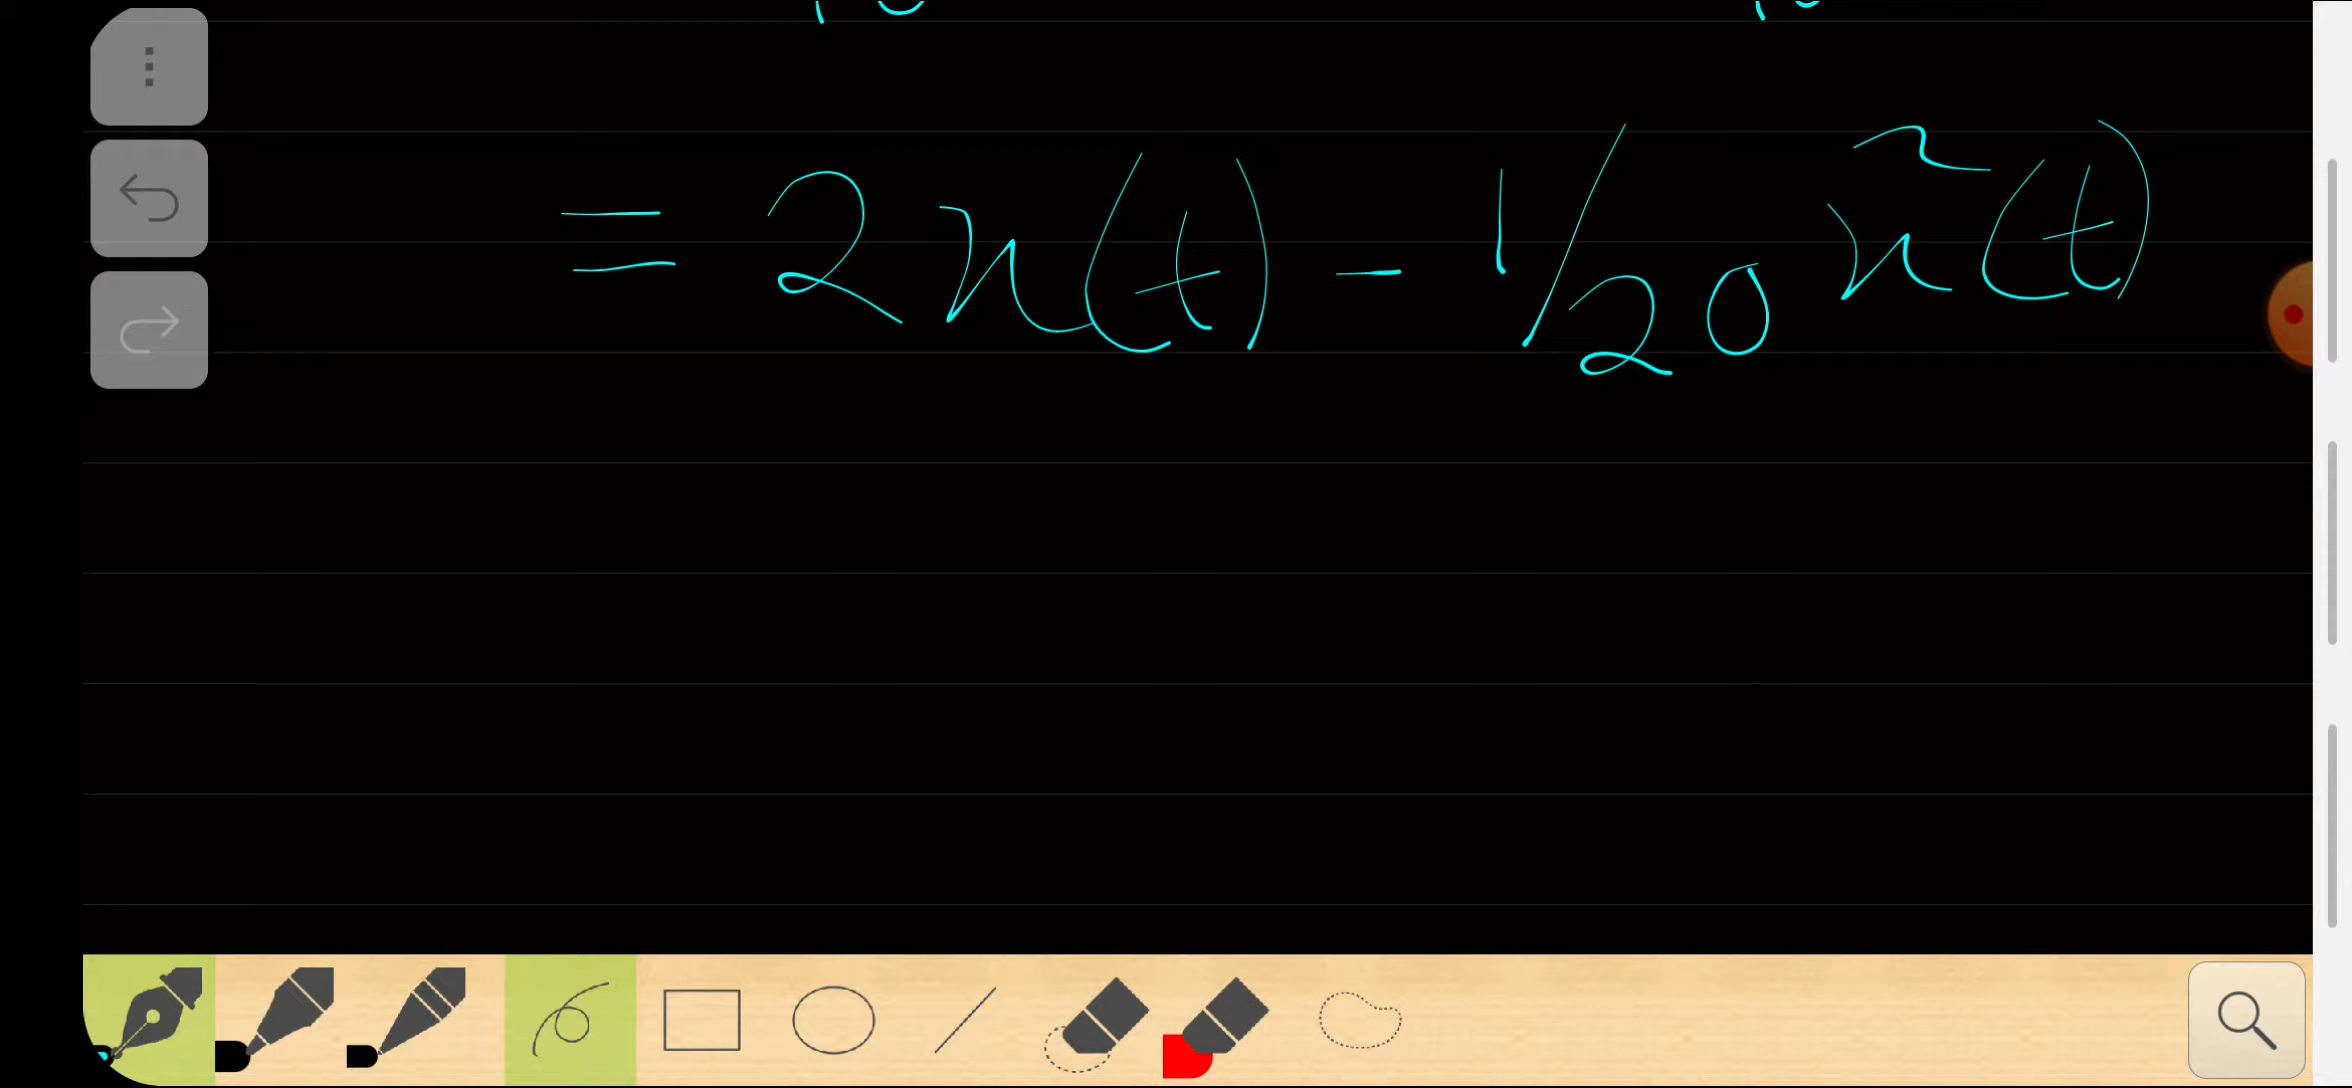 = 2x(t) - 1/20 x²(t)